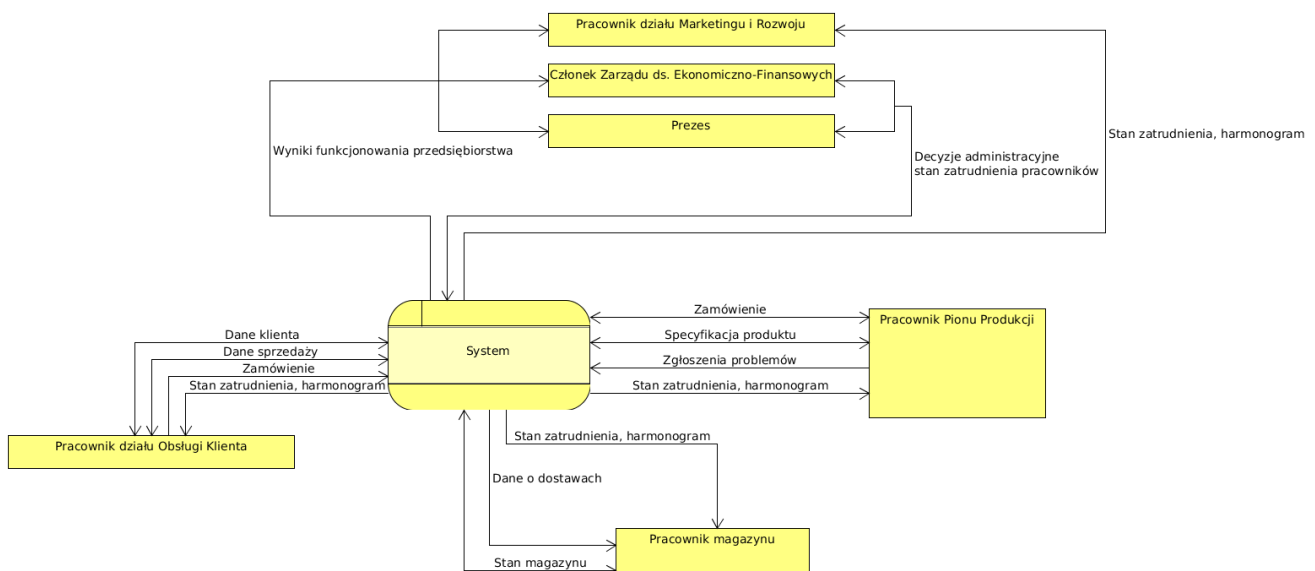 Pracownik działu Marketingu i Rozwoju
Członek Zarządu ds. Ekonomiczno-Finansowych
Prezes
Stan zatrudnienia, harmonogram
Wyniki funkcjonowania przedsiębiorstwa
Decyzje administracyjne
stan zatrudnienia pracowników
Zamówienie
Pracownik Pionu Produkcji
Dane klienta
Specyfikacja produktu
System
Dane sprzedaży
Zgłoszenia problemów
Zamówienie
Stan zatrudnienia, harmonogram
Stan zatrudnienia, harmonogram
Pracownik działu Obsługi Klienta
Stan zatrudnienia, harmonogram
Dane o dostawach
Pracownik magazynu
Stan magazynu